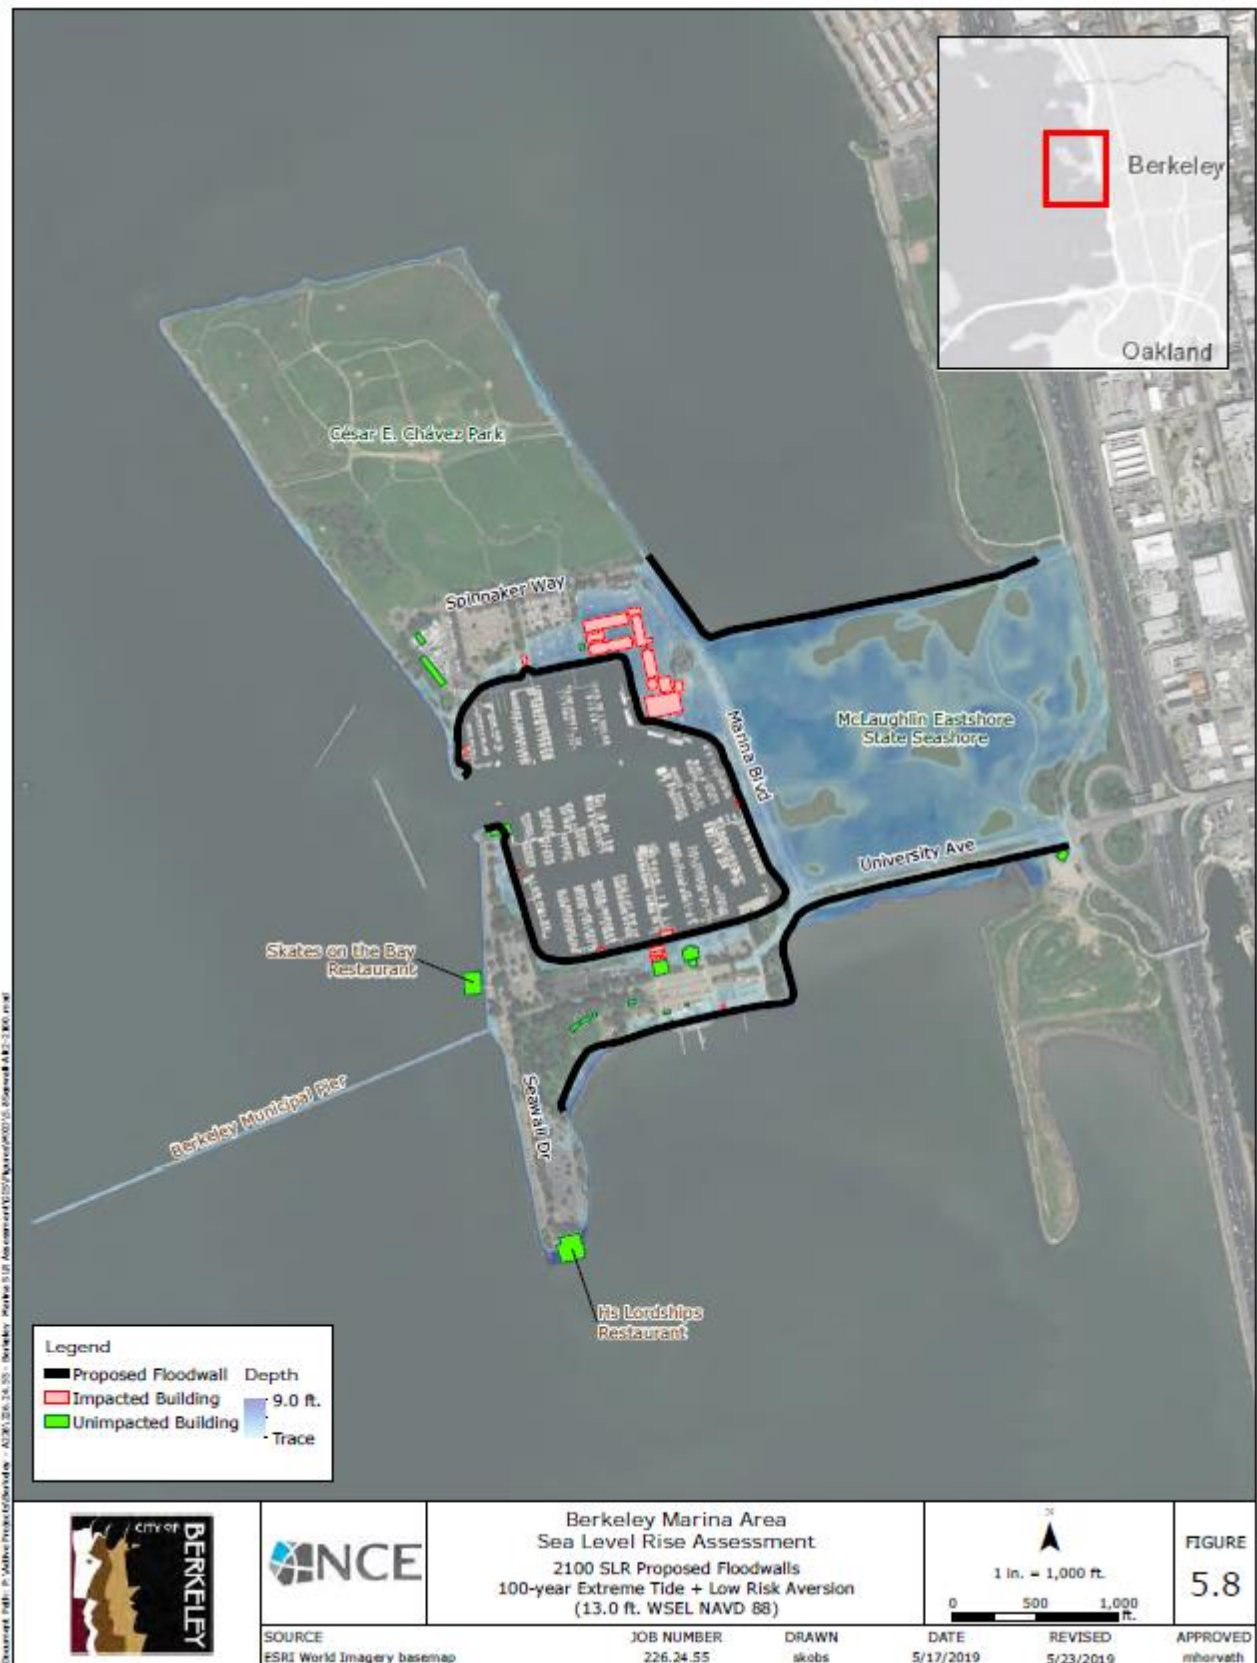 Berkeley
Oakland
César E. Chávez Park
Spinnaker Way
Marina Blvd
McLaughlin Eastshore
State Seashore
University Ave
Skates on the Bay
Restaurant
Berkeley Municipal Pier
Seawall Dr
Hs Lordships
Restaurant
Legend
Proposed Floodwall
Impacted Building
Unimpacted Building
Depth
9.0 ft.
Trace
CITY OF
BERKELEY
NCE
Berkeley Marina Area
Sea Level Rise Assessment
2100 SLR Proposed Floodwalls
100-year Extreme Tide + Low Risk Aversion
(13.0 ft. WSEL NAVD 88)
N
1 in. = 1,000 ft.
0 500 1,000
ft.
FIGURE
5.8
SOURCE
ESRI World Imagery basemap
JOB NUMBER
226.24.55
DRAWN
skobs
DATE
5/17/2019
REVISED
5/23/2019
APPROVED
mhorvath